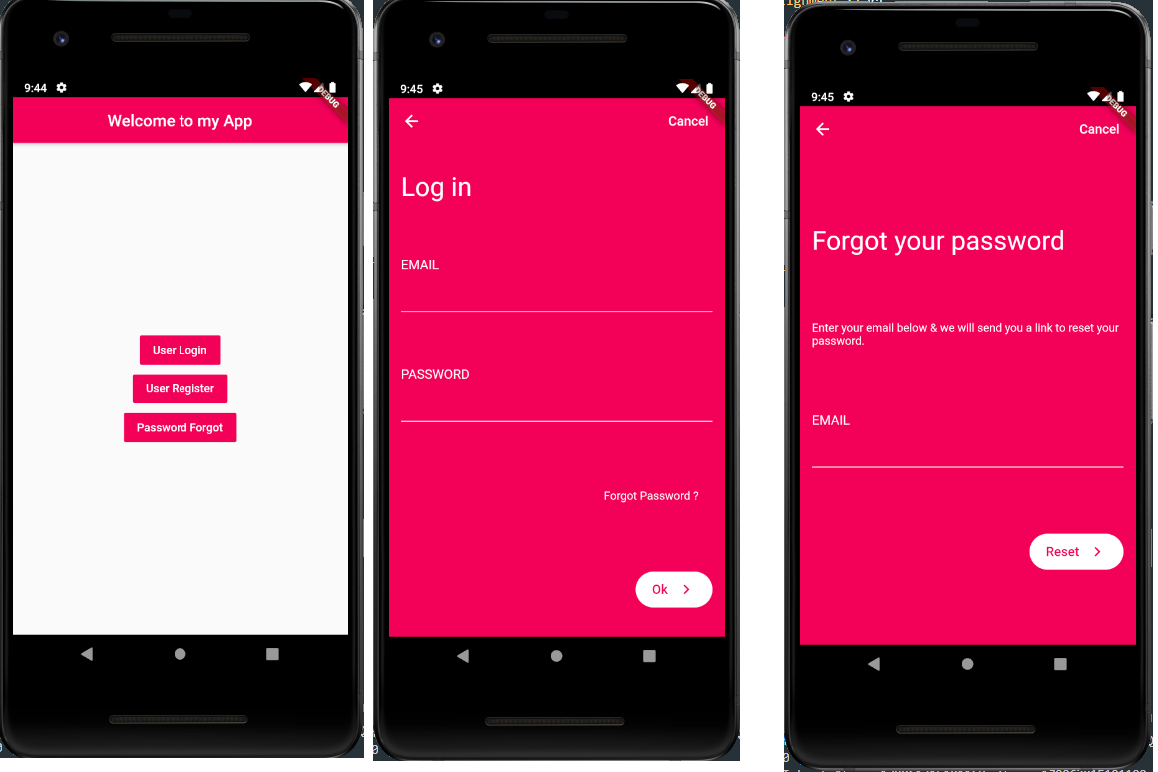 9:44
DEBUG
Welcome to my App
User Login
User Register
Password Forgot
9:45
DEBUG
Cancel
Log in
EMAIL
PASSWORD
Forgot Password ?
Ok
9:45
DEBUG
Cancel
Forgot your password
Enter your email below & we will send you a link to reset your
password.
EMAIL
Reset